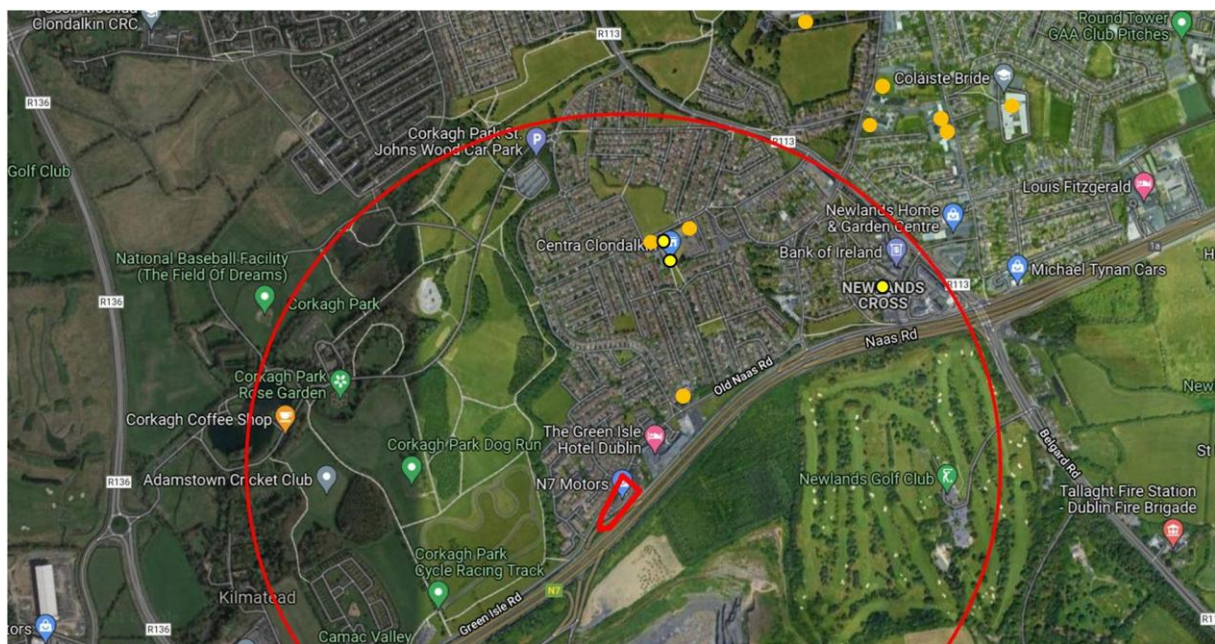 Clondalkin CRC
R113
Round Tower
GAA Club Pitches
R136
Coláiste Bríde
Corkagh Park St.
Johns Wood Car Park
R113
Golf Club
Louis Fitzgerald
Newlands Home
& Garden Centre
Centra Clondalkin
Bank of Ireland
1a
National Baseball Facility
(The Field Of Dreams)
Michael Tynan Cars
R136
Corkagh Park
NEWLANDS
CROSS
R113
Naas Rd
Corkagh Park
Rose Garden
Old Naas Rd
Corkagh Coffee Shop
The Green Isle
Hotel Dublin
Corkagh Park Dog Run
Belgard Rd
St
Adamstown Cricket Club
N7 Motors
Newlands Golf Club
R136
Tallaght Fire Station
- Dublin Fire Brigade
Corkagh Park
Cycle Racing Track
N7
Kilmatead
Green Isle Rd
R136
Camac Valley